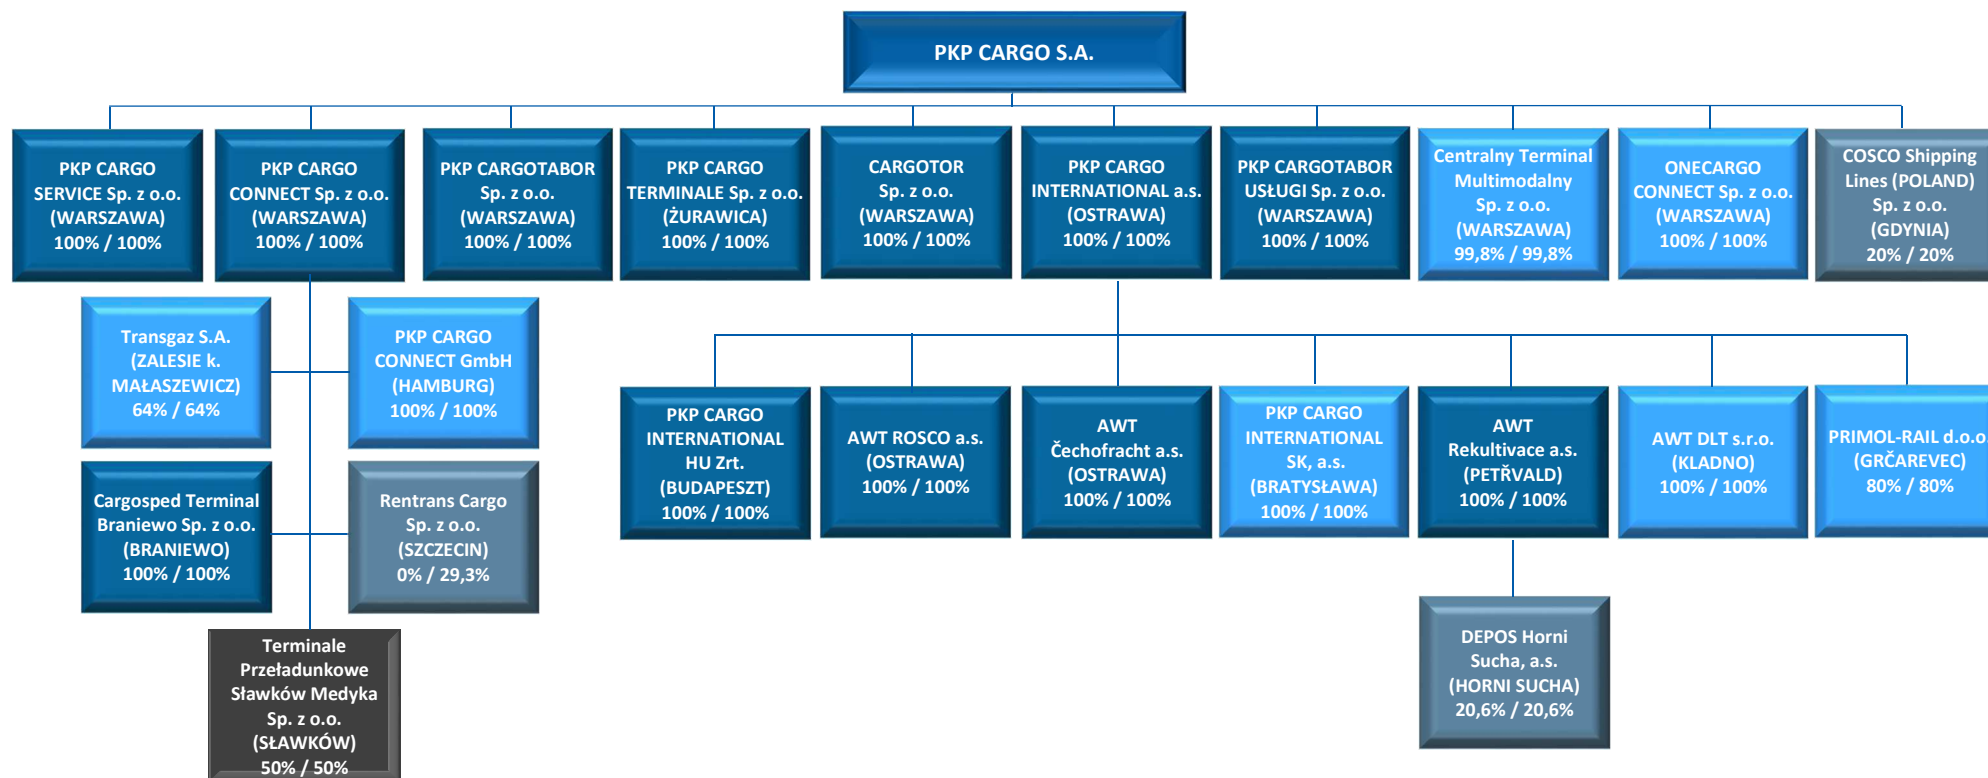 PKP CARGO S.A.
PKP CARGO
SERVICE Sp. z o.o.
(WARSZAWA)
100% / 100%
PKP CARGO
CONNECT Sp. z o.o.
(WARSZAWA)
100% / 100%
PKP CARGOTABOR
Sp. z o.o.
(WARSZAWA)
100% / 100%
PKP CARGO
TERMINALE Sp. z o.o.
(ŻURAWICA)
100% / 100%
CARGOTOR
Sp. z o.o.
(WARSZAWA)
100% / 100%
PKP CARGO
INTERNATIONAL a.s.
(OSTRAWA)
100% / 100%
PKP CARGOTABOR
USŁUGI Sp. z o.o.
(WARSZAWA)
100% / 100%
Centralny Terminal
Multimodalny
Sp. z o.o.
(WARSZAWA)
99,8% / 99,8%
ONECARGO
CONNECT Sp. z o.o.
(WARSZAWA)
100% / 100%
COSCO Shipping
Lines (POLAND)
Sp. z o.o.
(GDYNIA)
20% / 20%
Transgaz S.A.
(ZALESIE k.
MAŁASZEWICZ)
64% / 64%
PKP CARGO
CONNECT GmbH
(HAMBURG)
100% / 100%
PKP CARGO
INTERNATIONAL
HU Zrt.
(BUDAPESZT)
100% / 100%
AWT ROSCO a.s.
(OSTRAWA)
100% / 100%
AWT
Čechofracht a.s.
(OSTRAWA)
100% / 100%
PKP CARGO
INTERNATIONAL
SK, a.s.
(BRATYSŁAWA)
100% / 100%
AWT
Rekultivace a.s.
(PETŘVALD)
100% / 100%
AWT DLT s.r.o.
(KLADNO)
100% / 100%
PRIMOL-RAIL d.o.o.
(GRČAREVEC)
80% / 80%
Cargosped Terminal
Braniewo Sp. z o.o.
(BRANIEWO)
100% / 100%
Rentrans Cargo
Sp. z o.o.
(SZCZECIN)
0% / 29,3%
Terminale
Przeładunkowe
Sławków Medyka
Sp. z o.o.
(SŁAWKÓW)
50% / 50%
DEPOS Horni
Sucha, a.s.
(HORNI SUCHA)
20,6% / 20,6%